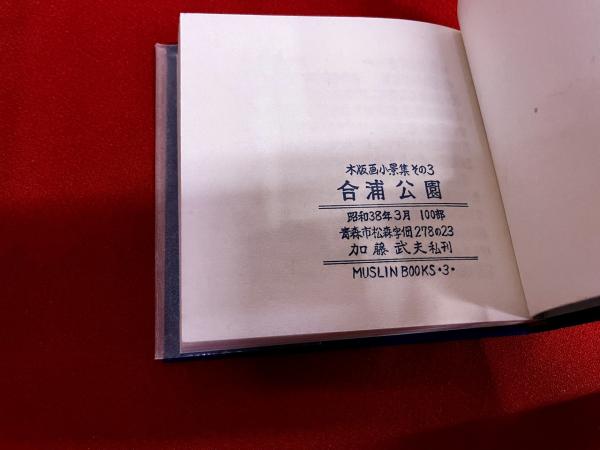 木版画小景集その3
合浦公園
昭和38年3月 100部
青森市松森字佃278の23
加藤武夫私刊
MUSLIN BOOKS・3・